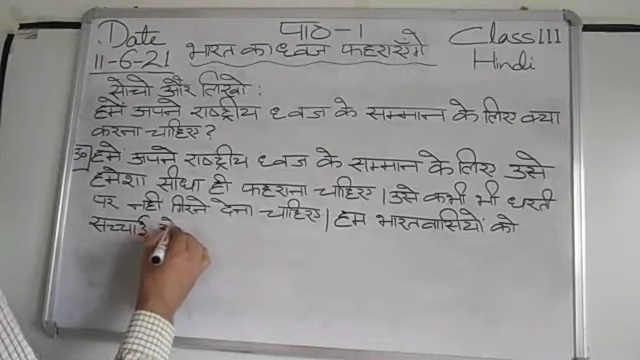 Date पाठ-1 Class III
11-6-21 भारत का ध्वज फहराएँगे Hindi
सोचो और लिखो:
हमें अपने राष्ट्रीय ध्वज के सम्मान के लिए क्या
करना चाहिए?
उ० हमें अपने राष्ट्रीय ध्वज के सम्मान के लिए उसे
हमेशा सीधा ही फहराना चाहिए। उसे कभी भी धरती
पर नही गिरने देना चाहिए। हम भारतवासियों को
सच्चाई